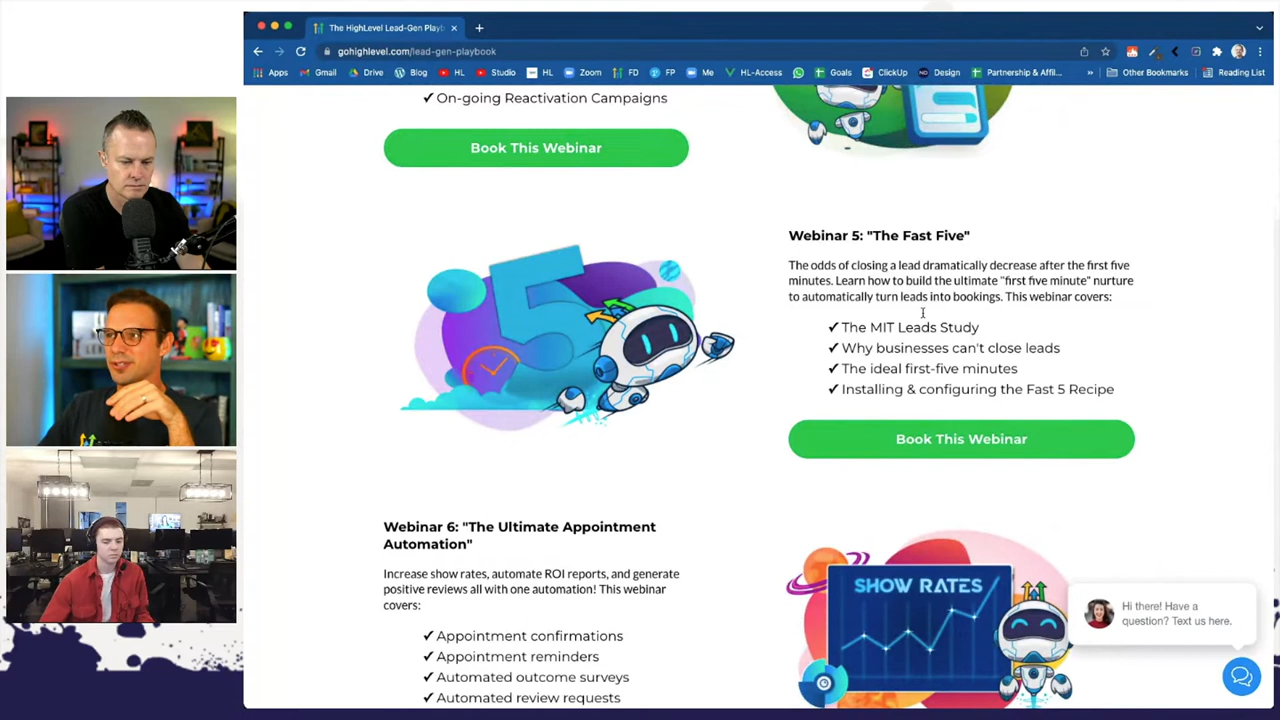 The HighLevel Lead-Gen Playb
gohighlevel.com/lead-gen-playbook
Apps Gmail Drive Blog HL Studio HL Zoom FD FP Me HL-Access Goals ClickUp Design Partnership & Affil... » Other Bookmarks Reading List
✓ On-going Reactivation Campaigns
Book This Webinar
Webinar 5: "The Fast Five"
The odds of closing a lead dramatically decrease after the first five
minutes. Learn how to build the ultimate "first five minute" nurture
to automatically turn leads into bookings. This webinar covers:
✓ The MIT Leads Study
✓ Why businesses can't close leads
✓ The ideal first-five minutes
✓ Installing & configuring the Fast 5 Recipe
5
Book This Webinar
Webinar 6: "The Ultimate Appointment
Automation"
Increase show rates, automate ROI reports, and generate
positive reviews all with one automation! This webinar
covers:
✓ Appointment confirmations
✓ Appointment reminders
✓ Automated outcome surveys
✓ Automated review requests
SHOW RATES
Hi there! Have a
question? Text us here.